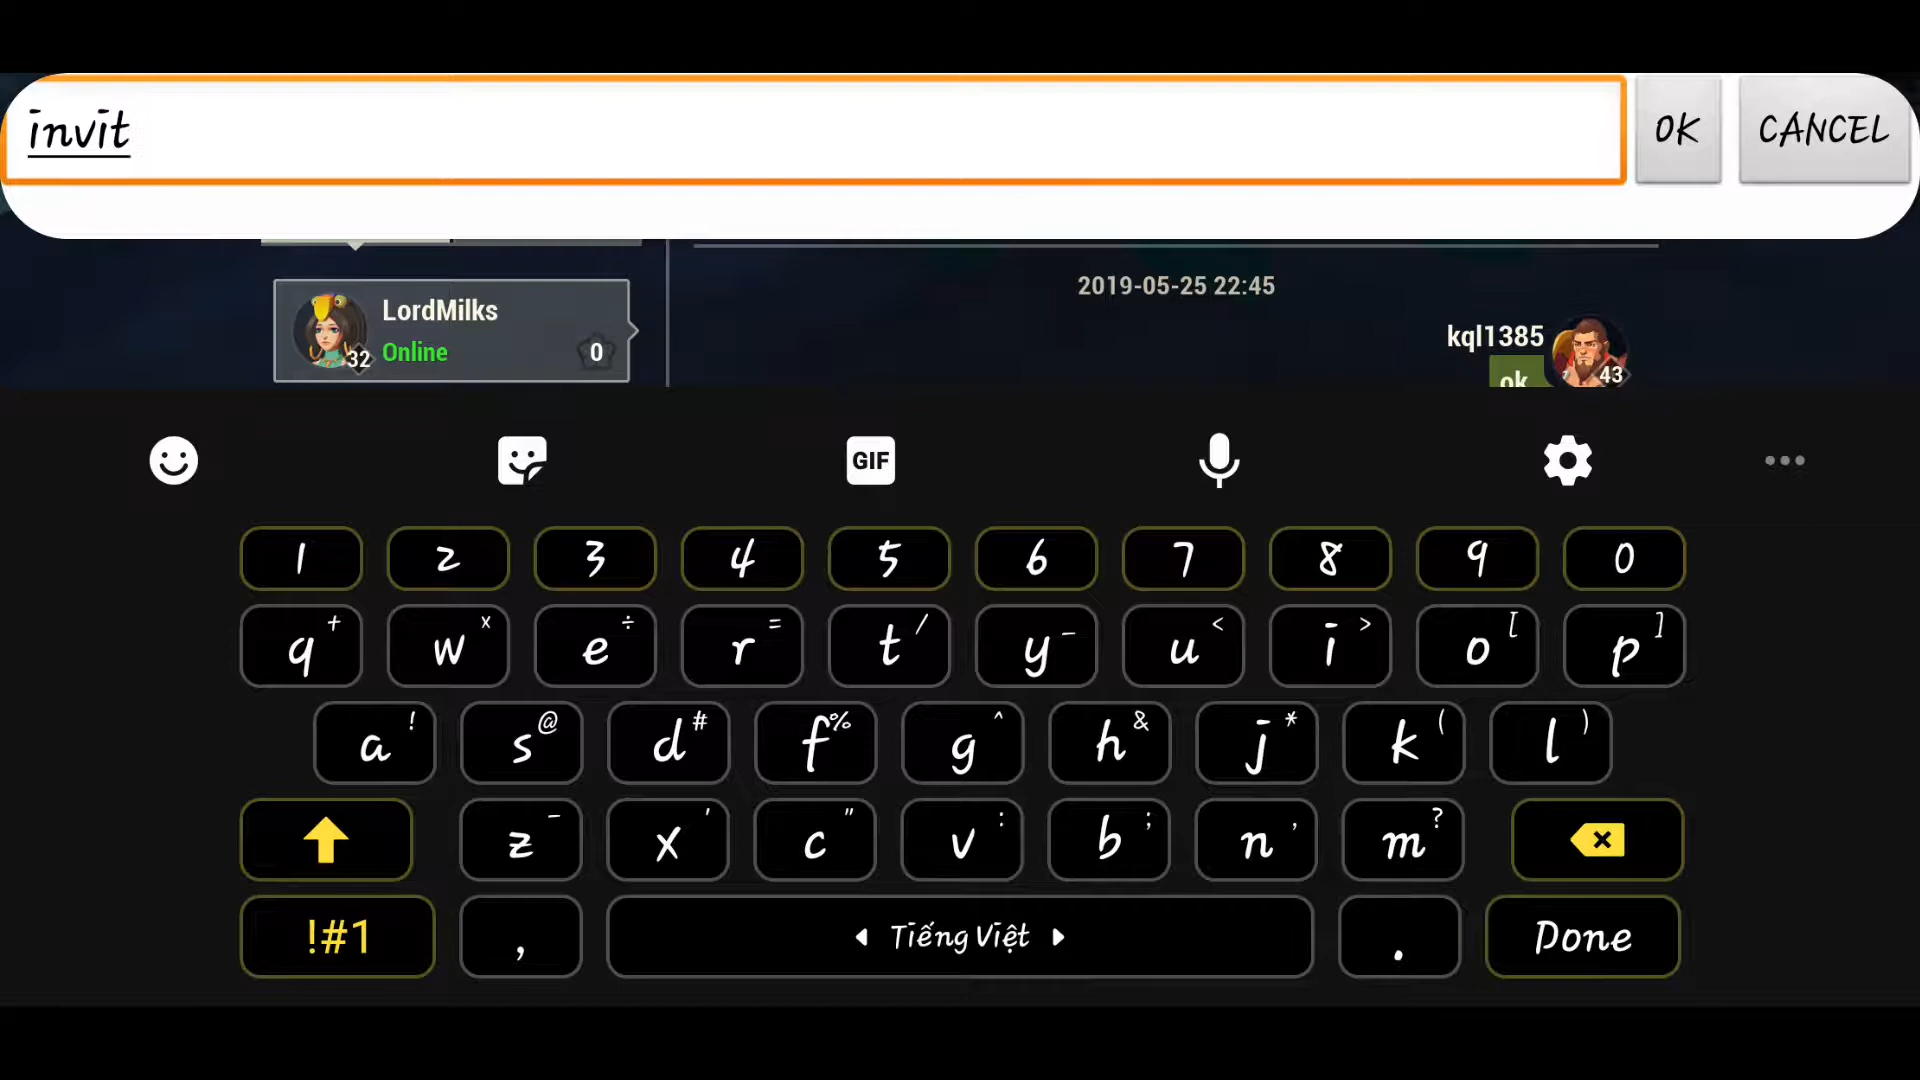 invit
OK
CANCEL
2019-05-25 22:45
LordMilks
32
Online
0
kql1385
ok
43
GIF
1 2 3 4 5 6 7 8 9 0
q + w x e ÷ r = t / y - u < i > o [ p ]
a ! s @ d # f % g ^ h & j * k ( l )
z - x ' c " v : b ; n , m ?
!#1 , Tiếng Việt . Done